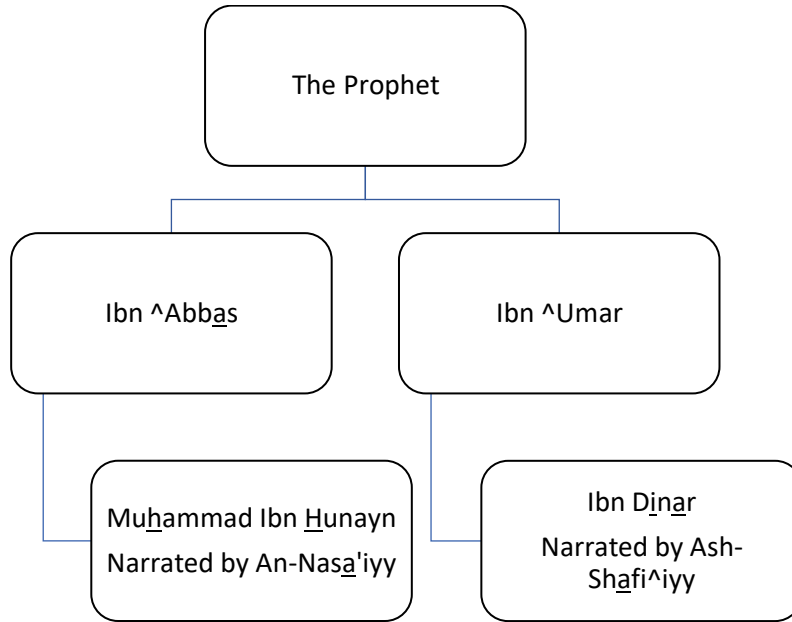 The Prophet
Ibn ^Abbas
Ibn ^Umar
Muhammad Ibn Hunayn
Narrated by An-Nasa'iyy
Ibn Dinar
Narrated by Ash-
Shafi^iyy